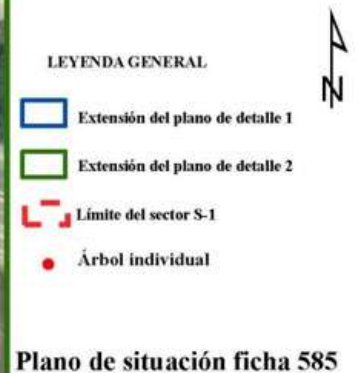 N
LEYENDA GENERAL
Extensión del plano de detalle 1
Extensión del plano de detalle 2
Límite del sector S-1
Árbol individual
Plano de situación ficha 585